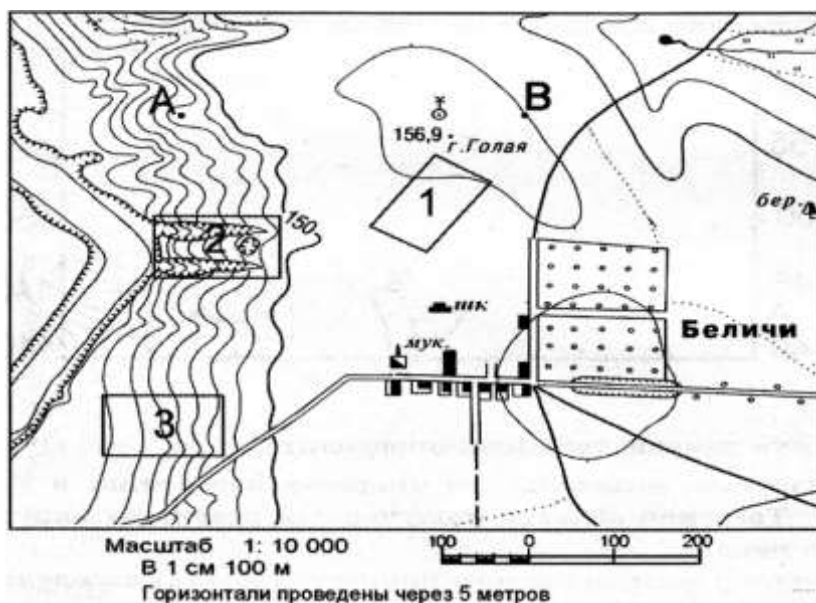 А
В
156,9
г. Голая
1
бер.
2
150
шк
мук.
Беличи
3
Масштаб 1: 10 000
В 1 см 100 м
Горизонтали проведены через 5 метров
100 0 100 200